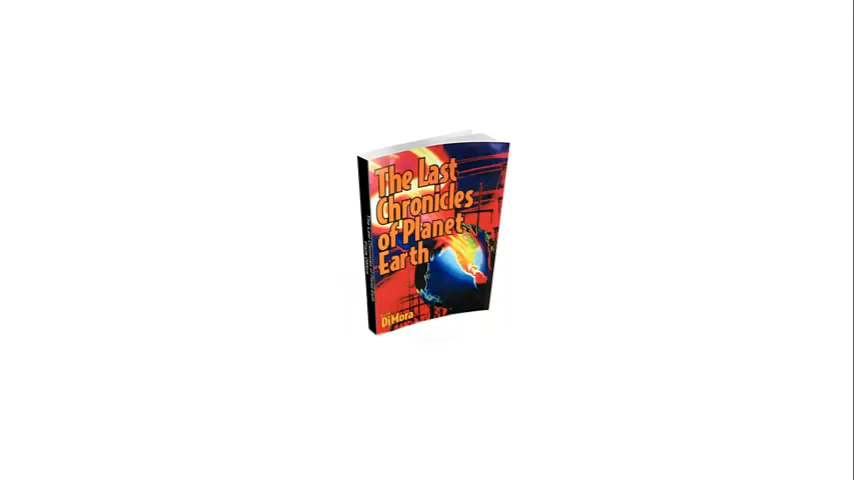 The Last
Chronicles
of Planet
Earth
DiMora